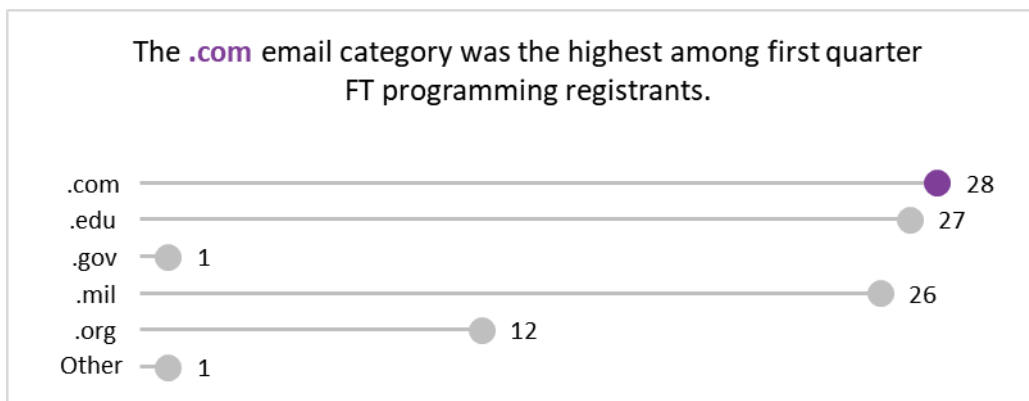 The .com email category was the highest among first quarter
FT programming registrants.
.com 28
.edu 27
.gov 1
.mil 26
.org 12
Other 1